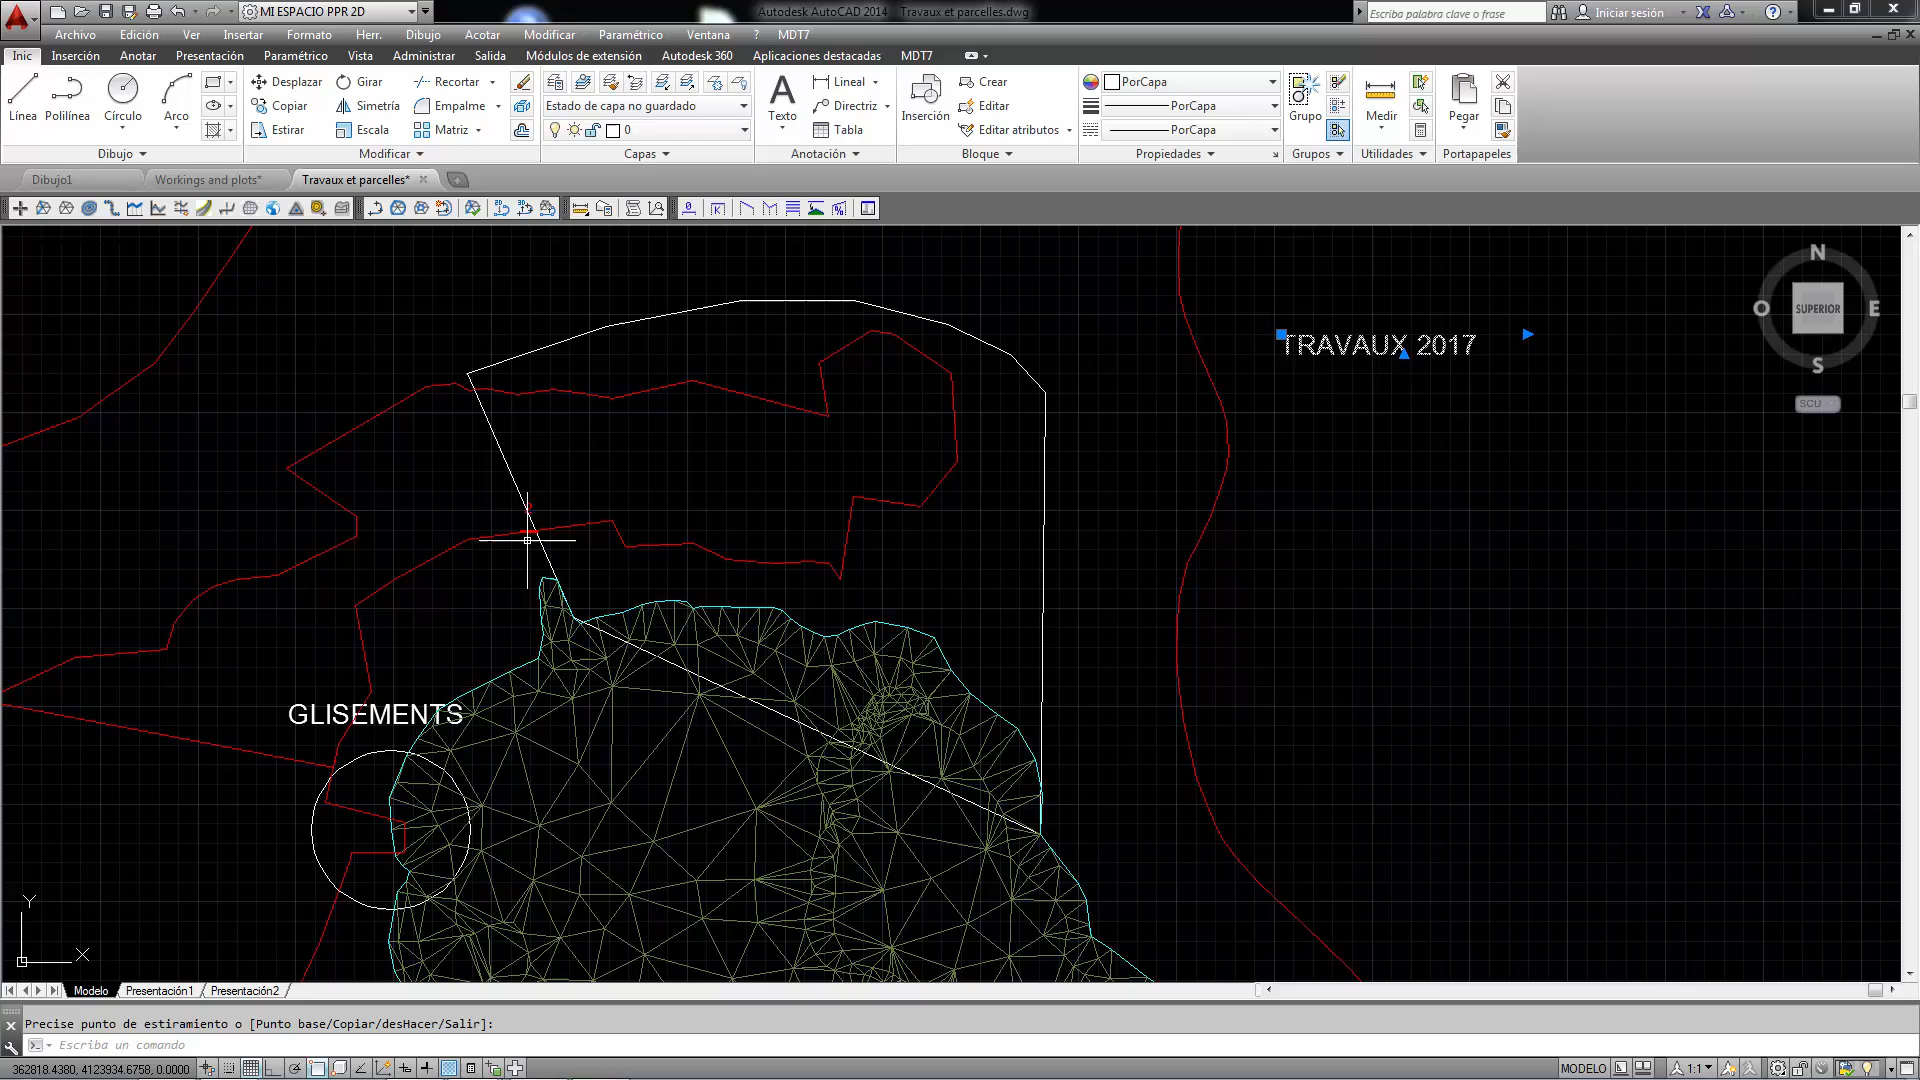 MI ESPACIO PPR 2D
Autodesk AutoCAD 2014 Travaux et parcelles.dwg
Escriba palabra clave o frase
Iniciar sesión
Archivo Edición Ver Insertar Formato Herr. Dibujo Acotar Modificar Paramétrico Ventana ? MDT7
Inic Inserción Anotar Presentación Paramétrico Vista Administrar Salida Módulos de extensión Autodesk 360 Aplicaciones destacadas MDT7
Línea Polilínea Círculo Arco
Desplazar Girar Recortar
Copiar Simetría Empalme
Estirar Escala Matriz
Estado de capa no guardado
0
Texto
Lineal
Directriz
Tabla
Inserción
Crear
Editar
Editar atributos
PorCapa
PorCapa
PorCapa
Grupo
Medir
Pegar
Dibujo Modificar Capas Anotación Bloque Propiedades Grupos Utilidades Portapapeles
Dibujo1 Workings and plots* Travaux et parcelles*
N
O SUPERIOR E
S
SCU
TRAVAUX 2017
GLISEMENTS
Y
X
Modelo Presentación1 Presentación2
Precise punto de estiramiento o [Punto base/Copiar/desHacer/Salir]:
Escriba un comando
362818.4380, 4123934.6758, 0.0000
MODELO
1:1